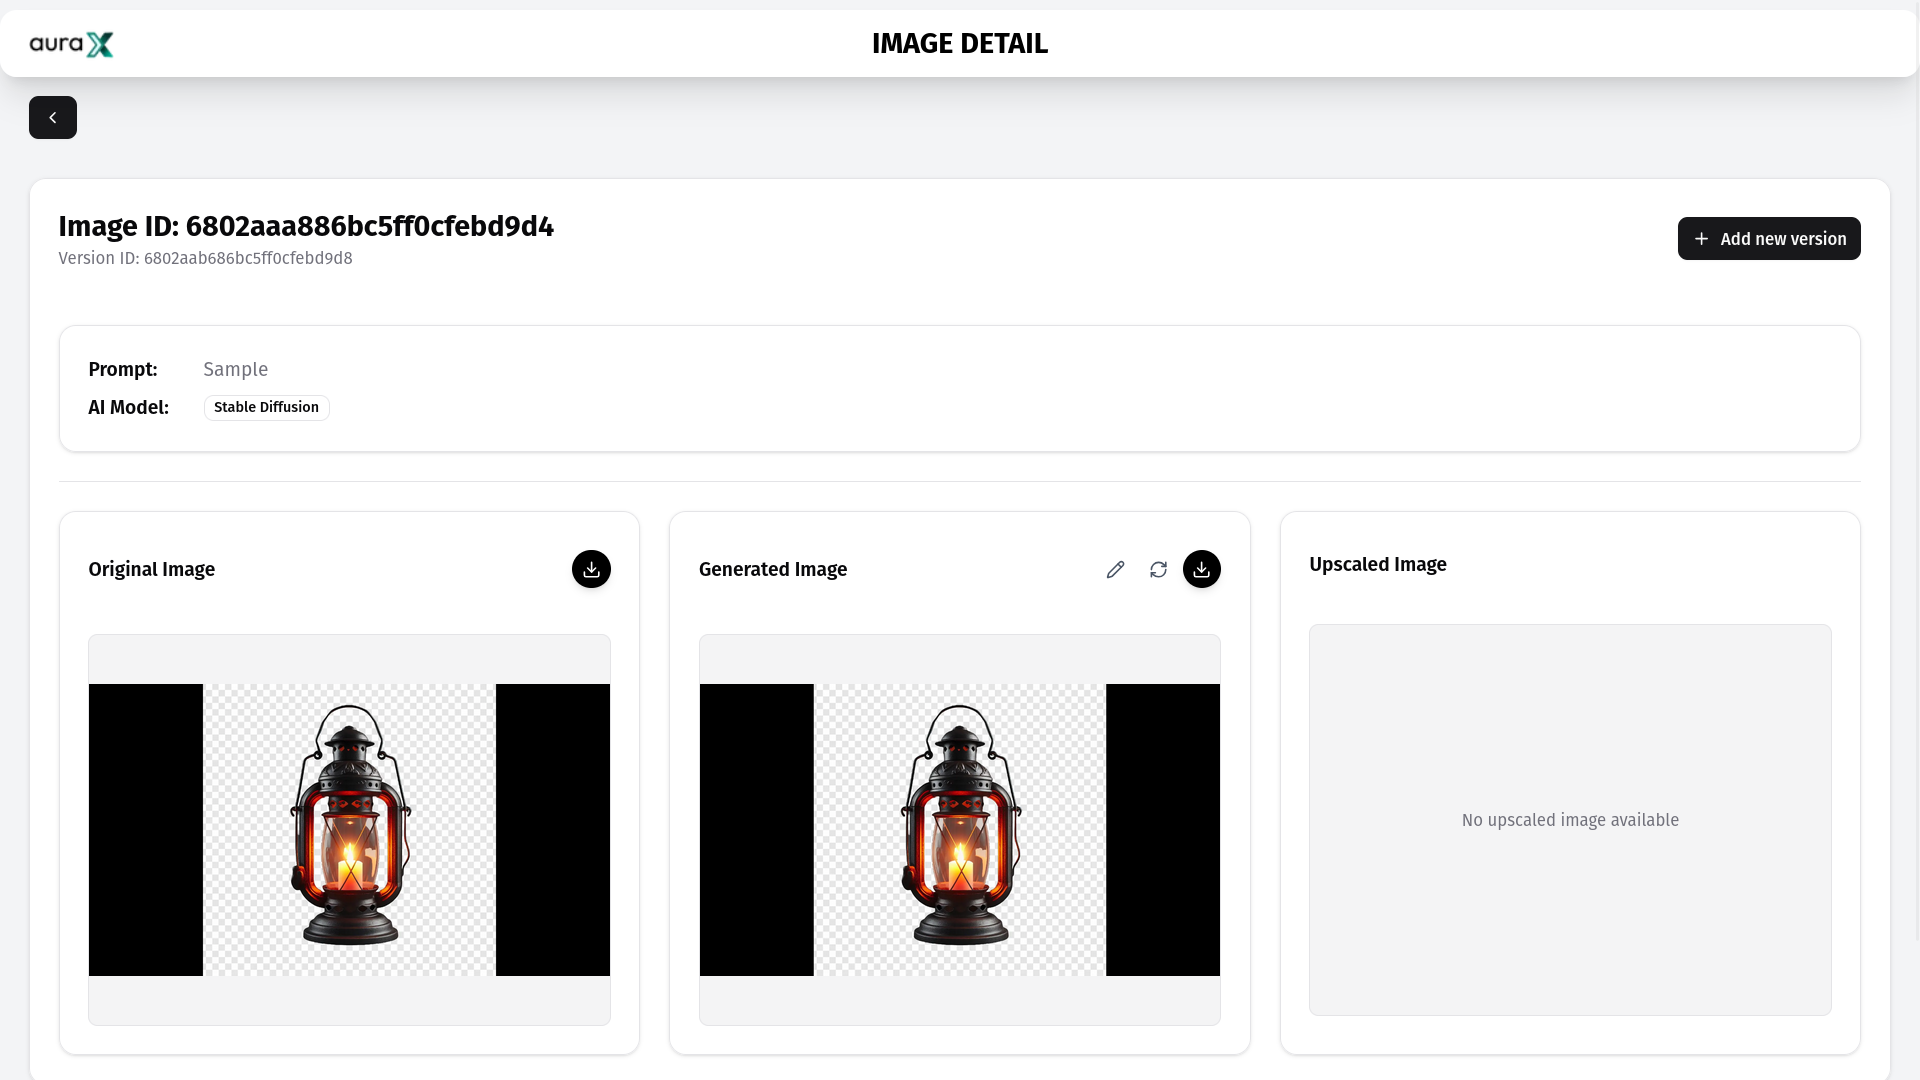 aura X
IMAGE DETAIL
Image ID: 6802aaa886bc5ff0cfebd9d4
Version ID: 6802aab686bc5ff0cfebd9d8
Add new version
Prompt: Sample
AI Model: Stable Diffusion
Original Image
Generated Image
Upscaled Image
No upscaled image available